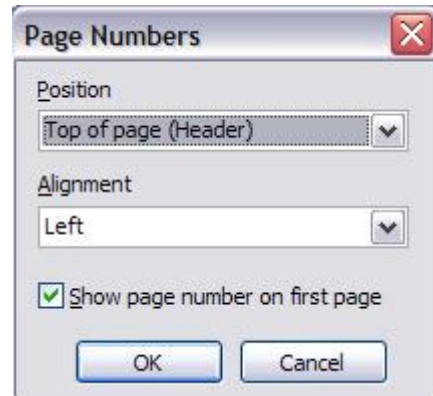 Page Numbers
Position
Top of page (Header)
Alignment
Left
Show page number on first page
OK Cancel